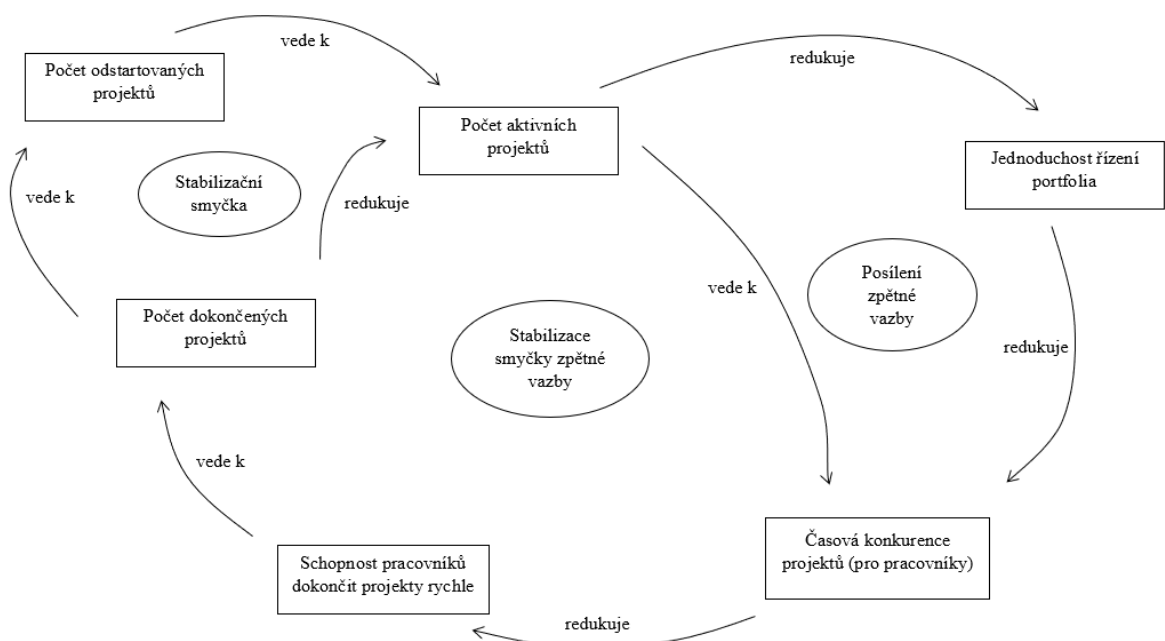 vede k
Počet odstartovaných
projektů
redukuje
Počet aktivních
projektů
Jednoduchost řízení
portfolia
Stabilizační
smyčka
vede k
redukuje
Posílení
zpětné
vazby
vede k
Počet dokončených
projektů
Stabilizace
smyčky zpětné
vazby
redukuje
vede k
Časová konkurence
projektů (pro pracovníky)
Schopnost pracovníků
dokončit projekty rychle
redukuje